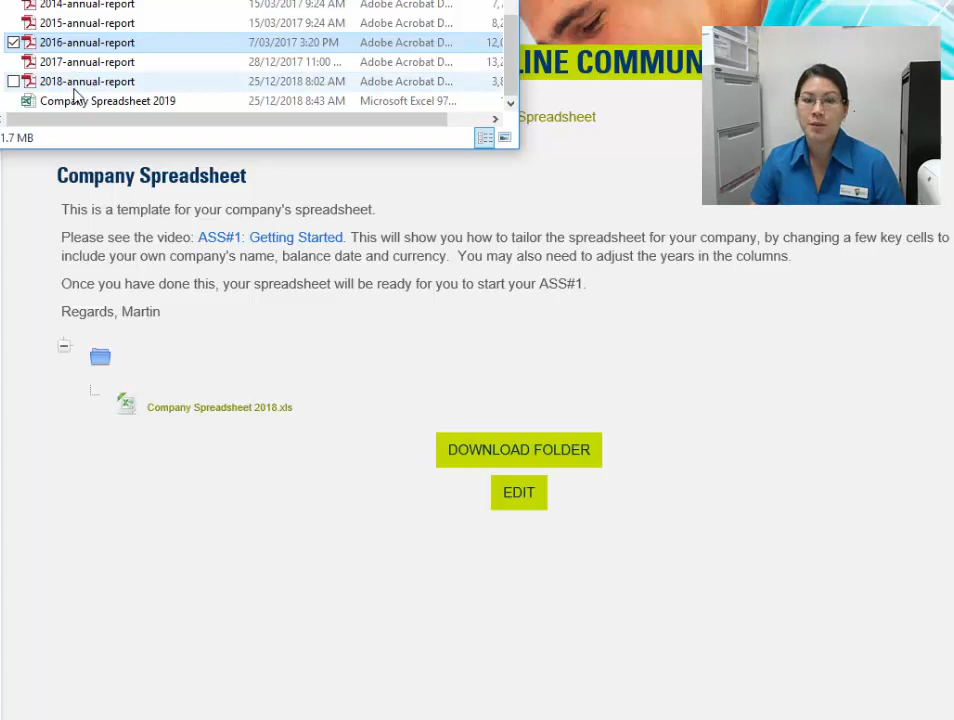 2014-annual-report 15/03/2017 9:24 AM Adobe Acrobat D...
2015-annual-report 15/03/2017 9:24 AM Adobe Acrobat D...
2016-annual-report 7/03/2017 3:20 PM Adobe Acrobat D...
2017-annual-report 28/12/2017 11:00 ... Adobe Acrobat D...
2018-annual-report 25/12/2018 8:02 AM Adobe Acrobat D...
Company Spreadsheet 2019 25/12/2018 8:43 AM Microsoft Excel 97...
1.7 MB
LINE COMMUN
Spreadsheet
Company Spreadsheet
This is a template for your company's spreadsheet.
Please see the video: ASS#1: Getting Started. This will show you how to tailor the spreadsheet for your company, by changing a few key cells to
include your own company's name, balance date and currency. You may also need to adjust the years in the columns.
Once you have done this, your spreadsheet will be ready for you to start your ASS#1.
Regards, Martin
Company Spreadsheet 2018.xls
DOWNLOAD FOLDER
EDIT